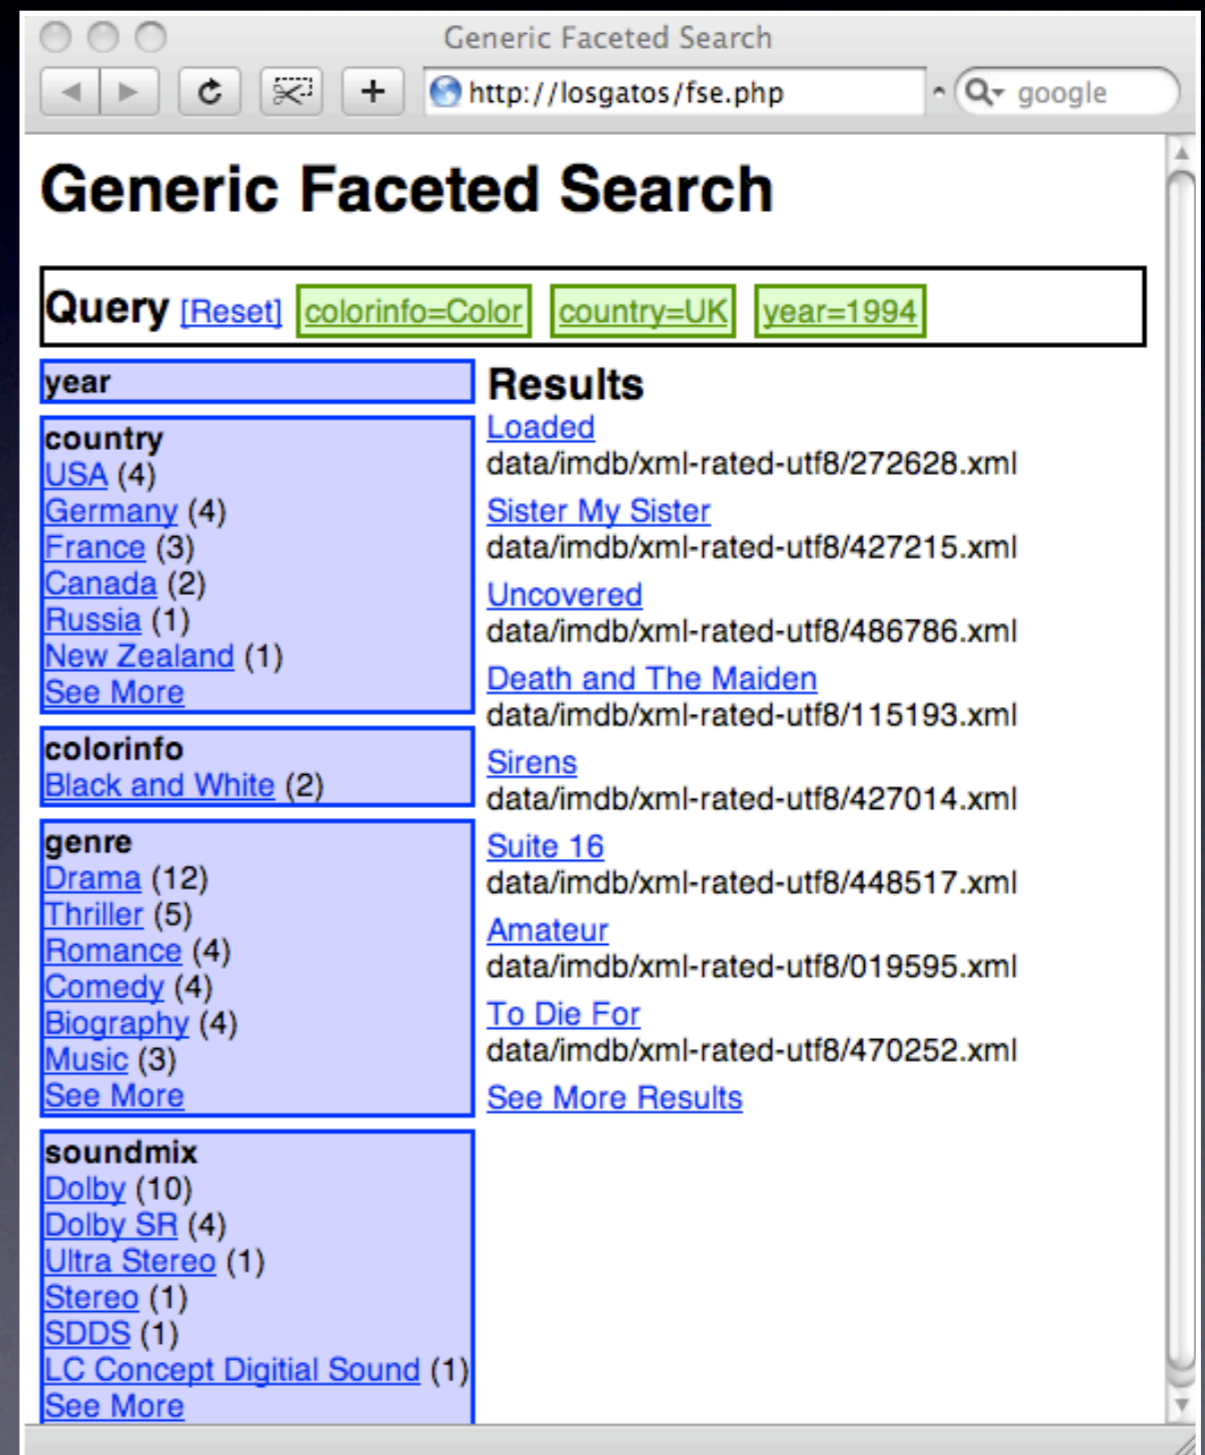 Generic Faceted Search
http://losgatos/fse.php
google
Generic Faceted Search
Query [Reset] colorinfo=Color country=UK year=1994
year
country
USA (4)
Germany (4)
France (3)
Canada (2)
Russia (1)
New Zealand (1)
See More
colorinfo
Black and White (2)
genre
Drama (12)
Thriller (5)
Romance (4)
Comedy (4)
Biography (4)
Music (3)
See More
soundmix
Dolby (10)
Dolby SR (4)
Ultra Stereo (1)
Stereo (1)
SDDS (1)
LC Concept Digitial Sound (1)
See More
Results
Loaded
data/imdb/xml-rated-utf8/272628.xml
Sister My Sister
data/imdb/xml-rated-utf8/427215.xml
Uncovered
data/imdb/xml-rated-utf8/486786.xml
Death and The Maiden
data/imdb/xml-rated-utf8/115193.xml
Sirens
data/imdb/xml-rated-utf8/427014.xml
Suite 16
data/imdb/xml-rated-utf8/448517.xml
Amateur
data/imdb/xml-rated-utf8/019595.xml
To Die For
data/imdb/xml-rated-utf8/470252.xml
See More Results